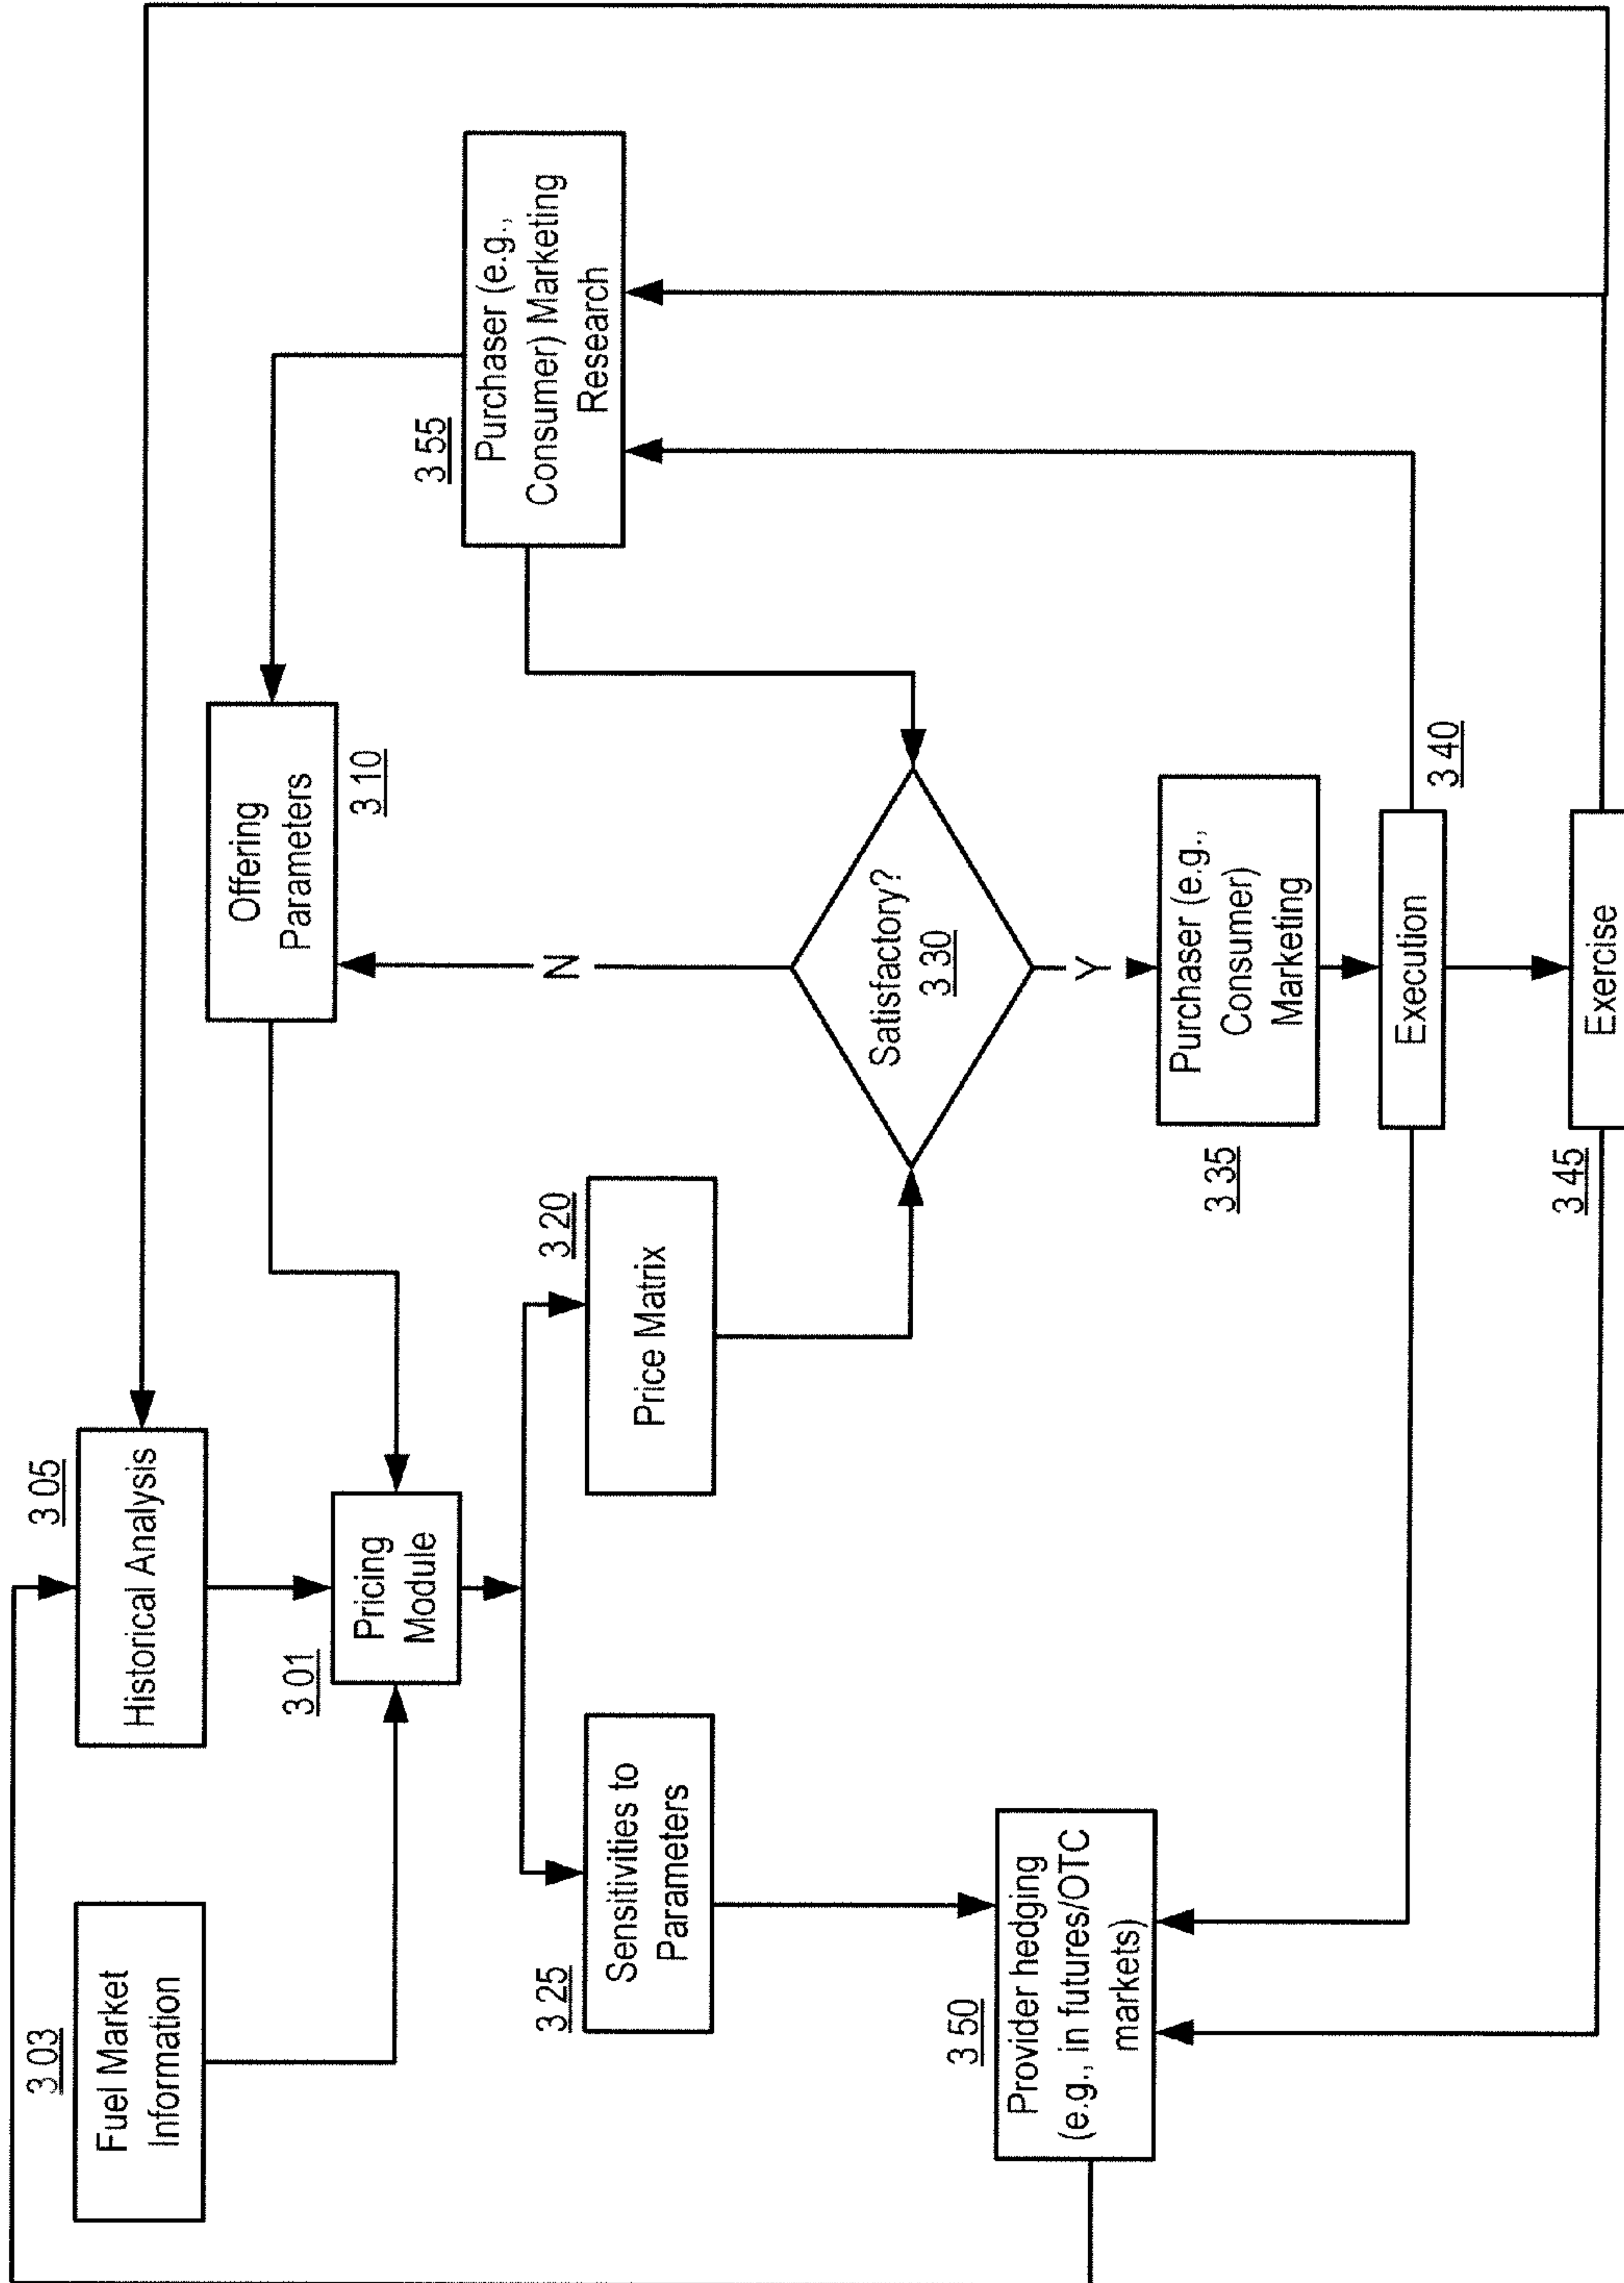 3 03
Fuel Market
Information
3 05
Historical Analysis
Offering
Parameters
3 10
3 01
Pricing
Module
3 55
Purchaser (e.g.,
Consumer) Marketing
Research
3 25
Sensitivities to
Parameters
3 20
Price Matrix
N
Satisfactory?
3 30
Y
3 50
Provider hedging
(e.g., in futures/OTC
markets)
3 35
Purchaser (e.g.,
Consumer)
Marketing
Execution
3 40
3 45
Exercise